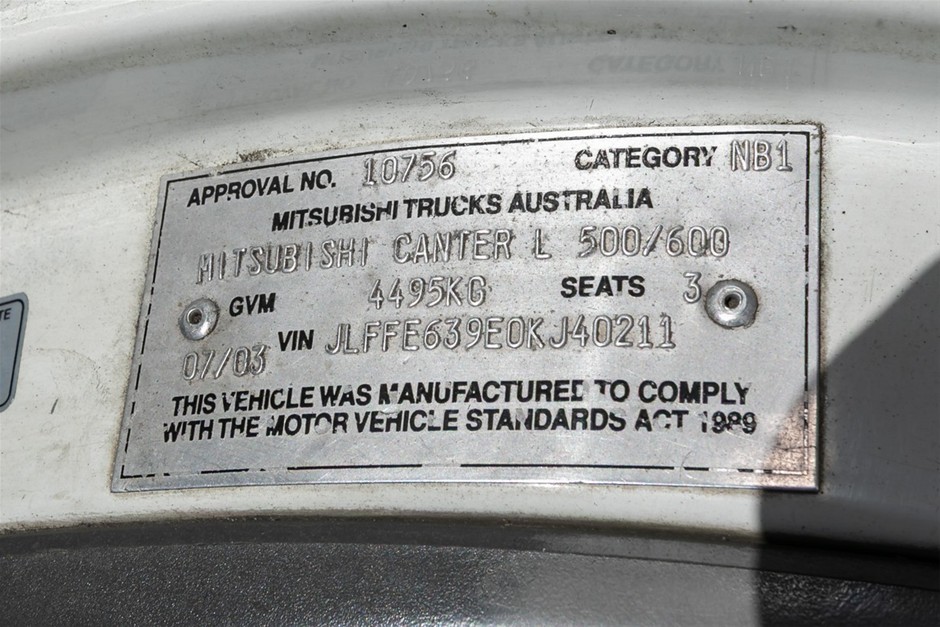 APPROVAL NO. 10756 CATEGORY NB1
MITSUBISHI TRUCKS AUSTRALIA
MITSUBISHI CANTER L 500/600
GVM 4495KG SEATS 3
07/03 VIN JLFFE639E0KJ40211
THIS VEHICLE WAS MANUFACTURED TO COMPLY
WITH THE MOTOR VEHICLE STANDARDS ACT 1989